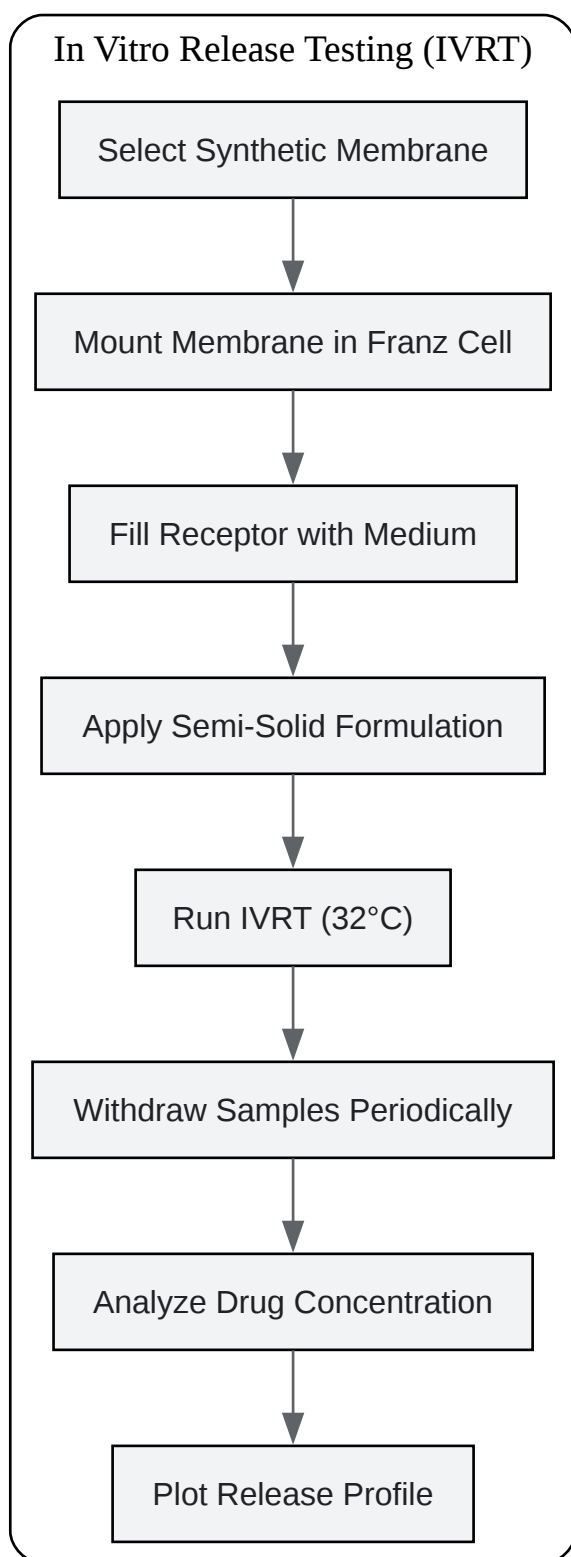 In Vitro Release Testing (IVRT)
Select Synthetic Membrane
Mount Membrane in Franz Cell
Fill Receptor with Medium
Apply Semi-Solid Formulation
Run IVRT (32°C)
Withdraw Samples Periodically
Analyze Drug Concentration
Plot Release Profile